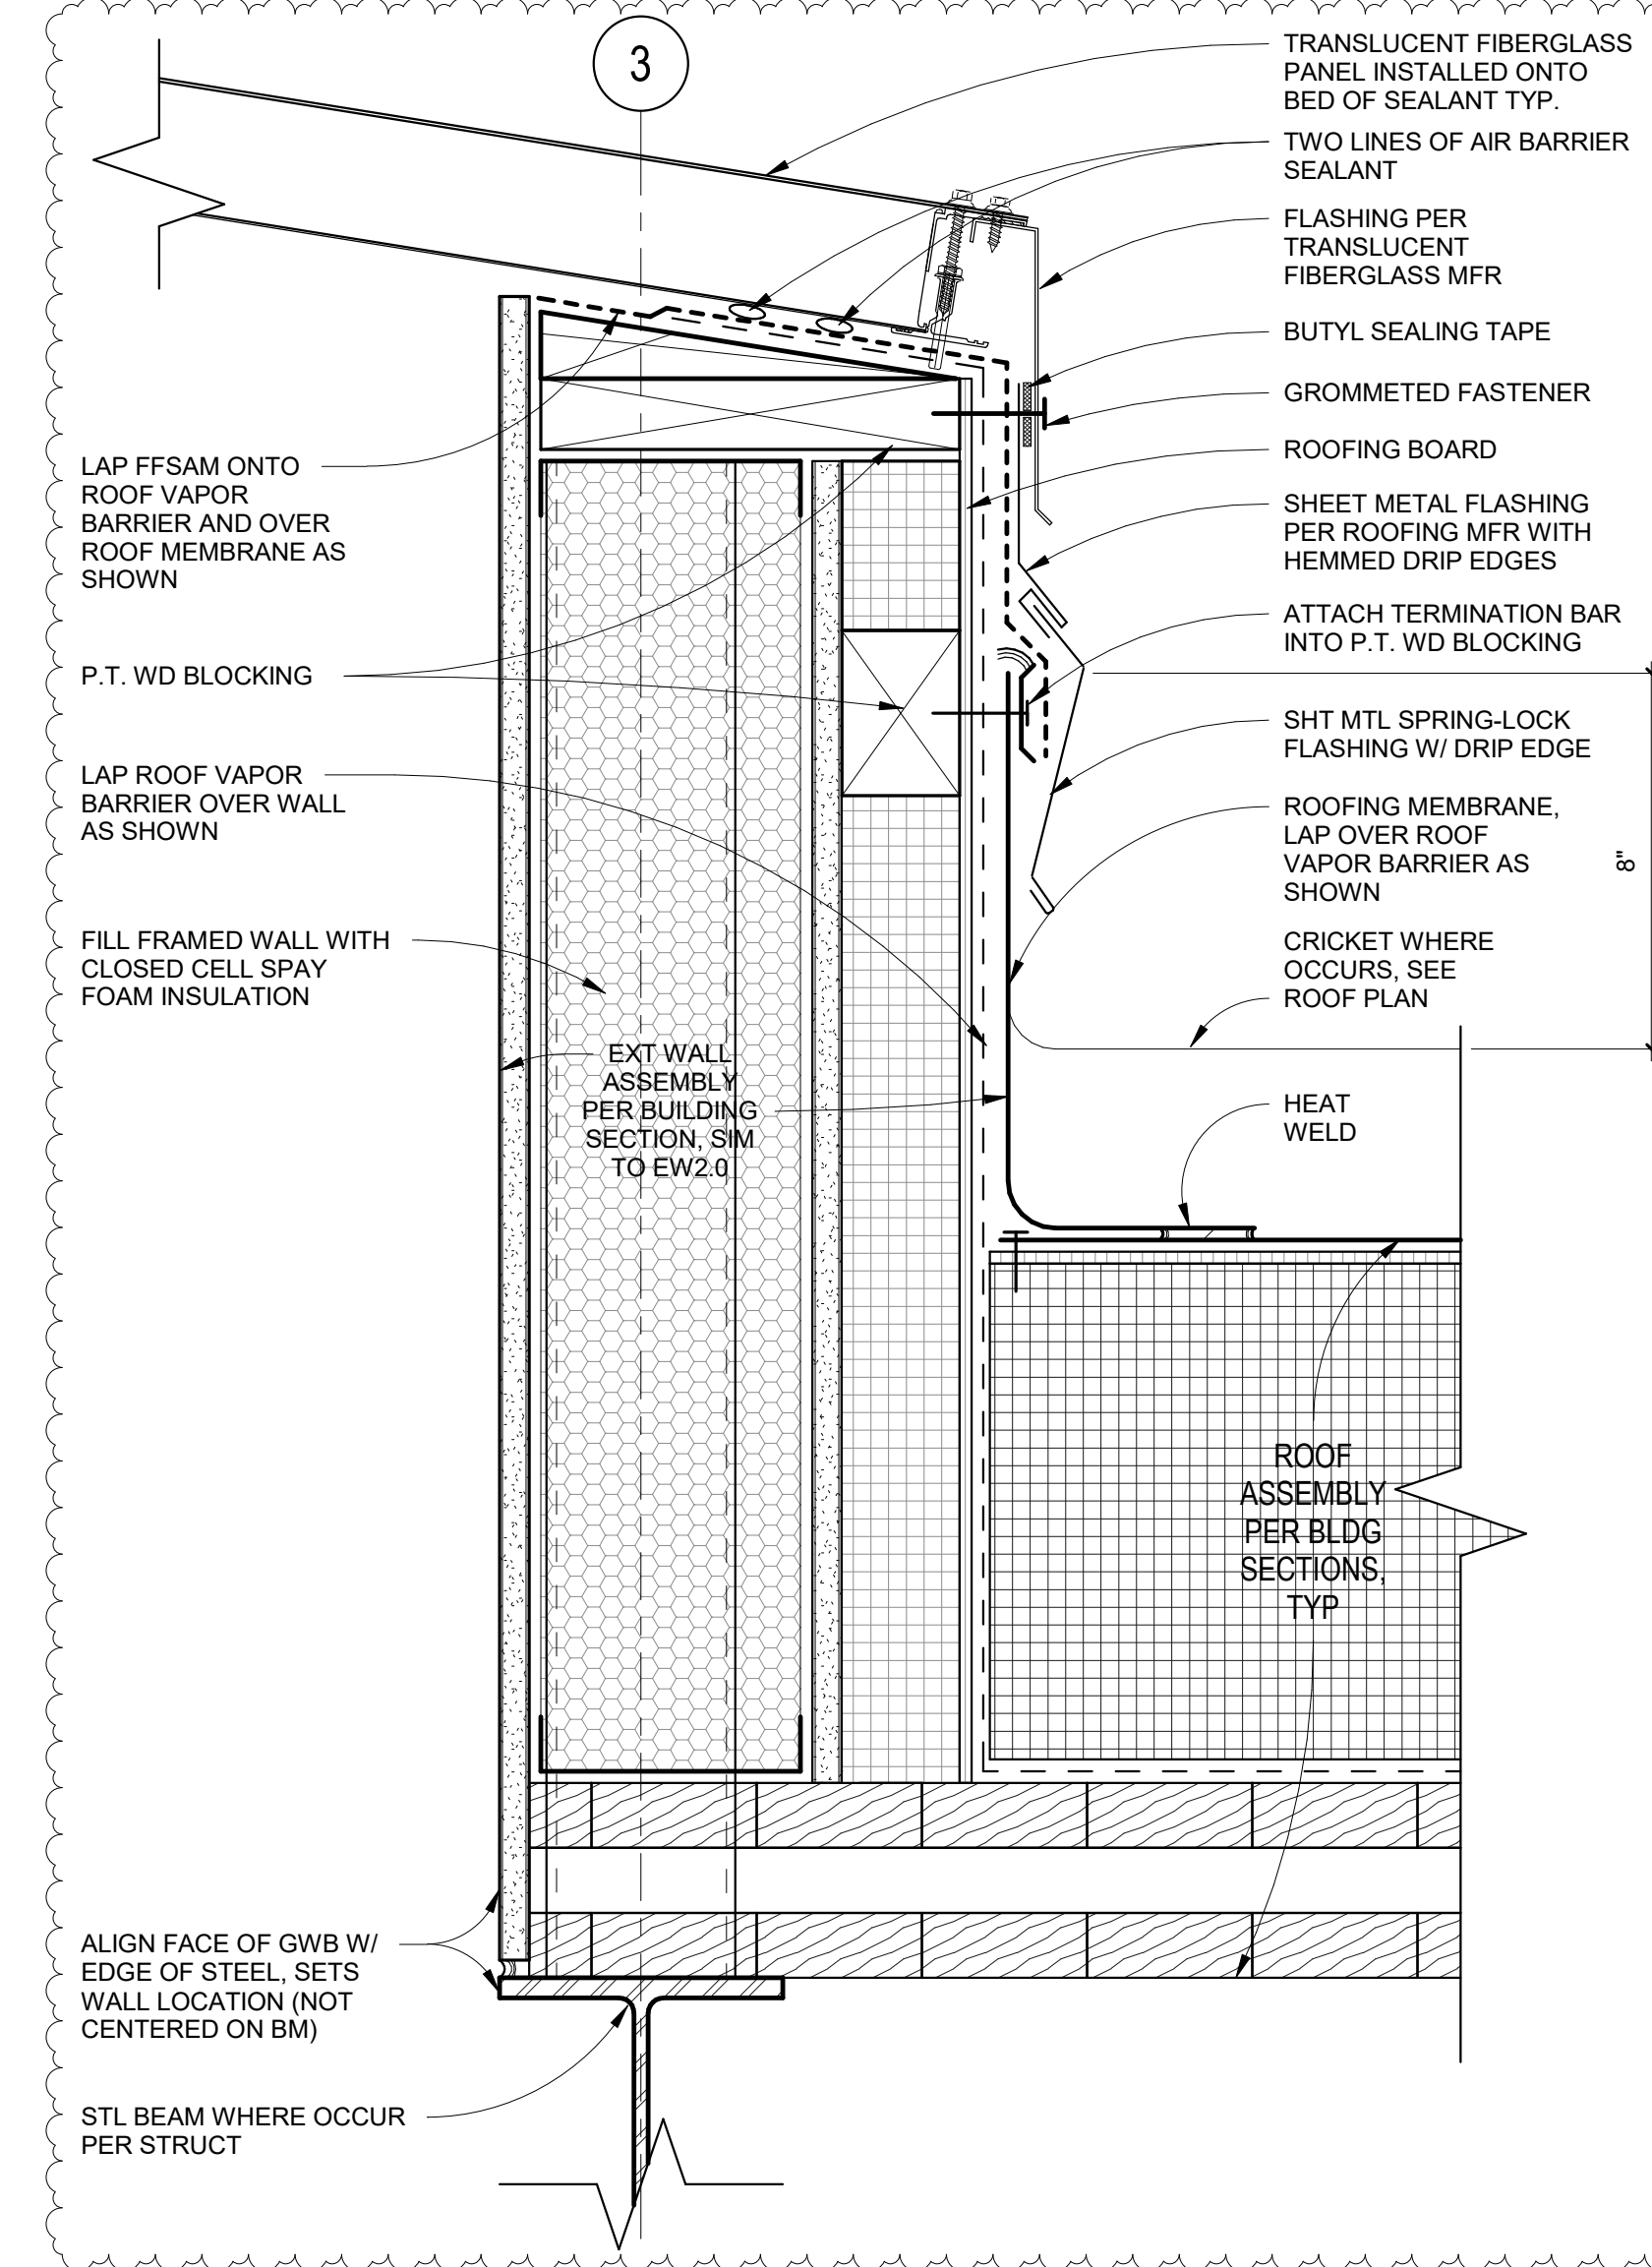 3
TRANSLUCENT FIBERGLASS
PANEL INSTALLED ONTO
BED OF SEALANT TYP.
TWO LINES OF AIR BARRIER
SEALANT
FLASHING PER
TRANSLUCENT
FIBERGLASS MFR
BUTYL SEALING TAPE
GROMMETED FASTENER
ROOFING BOARD
SHEET METAL FLASHING
PER ROOFING MFR WITH
HEMMED DRIP EDGES
ATTACH TERMINATION BAR
INTO P.T. WD BLOCKING
SHT MTL SPRING-LOCK
FLASHING W/ DRIP EDGE
ROOFING MEMBRANE,
LAP OVER ROOF
VAPOR BARRIER AS
SHOWN
8"
CRICKET WHERE
OCCURS, SEE
ROOF PLAN
HEAT
WELD
LAP FFSAM ONTO
ROOF VAPOR
BARRIER AND OVER
ROOF MEMBRANE AS
SHOWN
P.T. WD BLOCKING
LAP ROOF VAPOR
BARRIER OVER WALL
AS SHOWN
FILL FRAMED WALL WITH
CLOSED CELL SPAY
FOAM INSULATION
EXT WALL
ASSEMBLY
PER BUILDING
SECTION, SIM
TO EW2.0
ROOF
ASSEMBLY
PER BLDG
SECTIONS,
TYP
ALIGN FACE OF GWB W/
EDGE OF STEEL, SETS
WALL LOCATION (NOT
CENTERED ON BM)
STL BEAM WHERE OCCUR
PER STRUCT